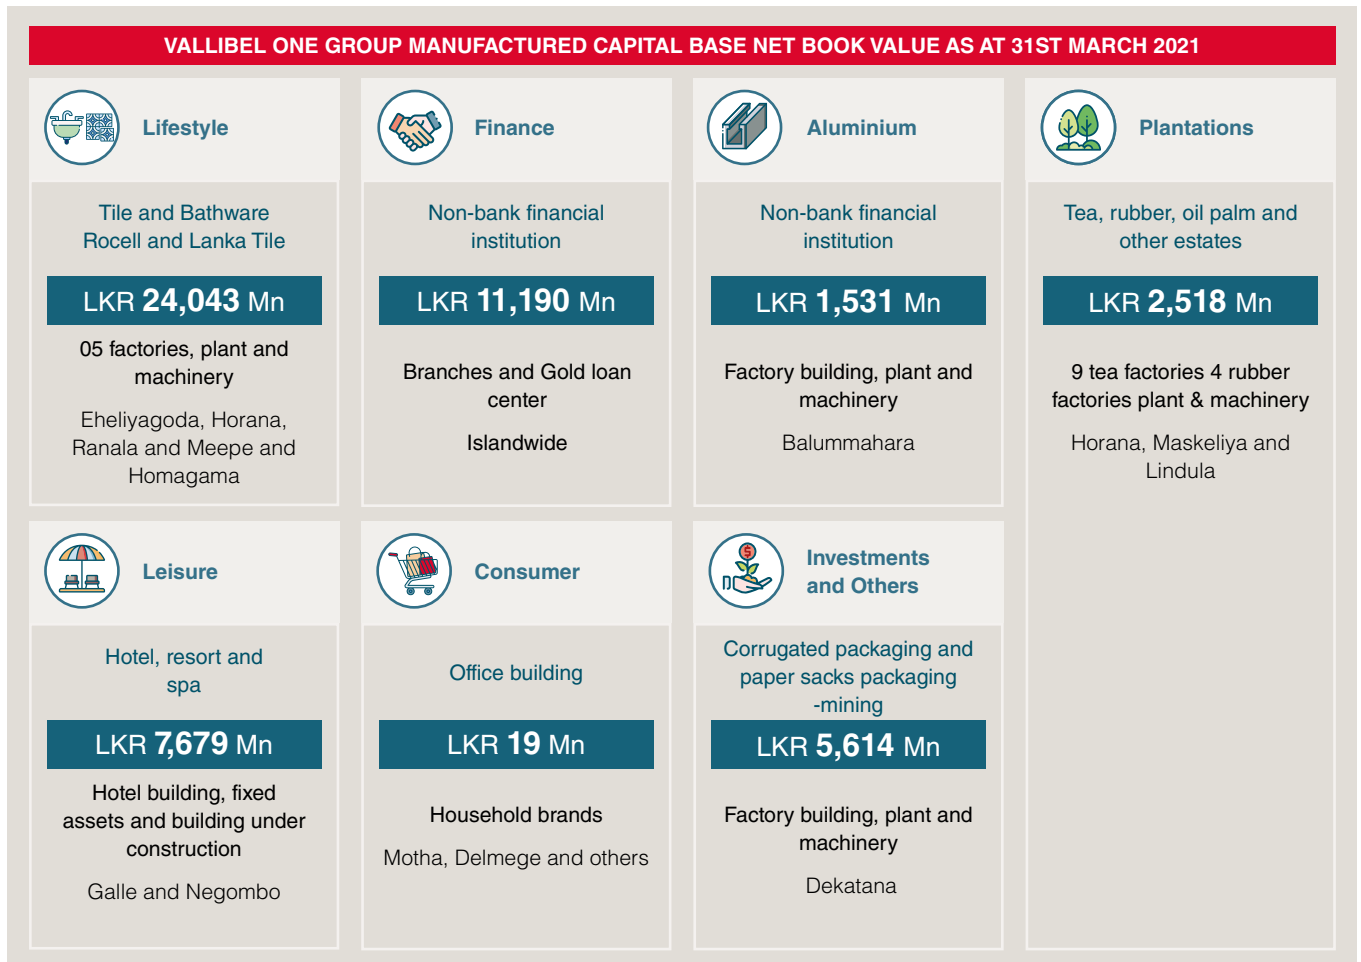 VALLIBEL ONE GROUP MANUFACTURED CAPITAL BASE NET BOOK VALUE AS AT 31ST MARCH 2021
Lifestyle
Tile and Bathware
Rocell and Lanka Tile
LKR 24,043 Mn
05 factories, plant and
machinery
Eheliyagoda, Horana,
Ranala and Meepe and
Homagama
Finance
Non-bank financial
institution
LKR 11,190 Mn
Branches and Gold loan
center
Islandwide
Aluminium
Non-bank financial
institution
LKR 1,531 Mn
Factory building, plant and
machinery
Balummahara
Plantations
Tea, rubber, oil palm and
other estates
LKR 2,518 Mn
9 tea factories 4 rubber
factories plant & machinery
Horana, Maskeliya and
Lindula
Leisure
Hotel, resort and
spa
LKR 7,679 Mn
Hotel building, fixed
assets and building under
construction
Galle and Negombo
Consumer
Office building
LKR 19 Mn
Household brands
Motha, Delmege and others
$
Investments
and Others
Corrugated packaging and
paper sacks packaging
-mining
LKR 5,614 Mn
Factory building, plant and
machinery
Dekatana